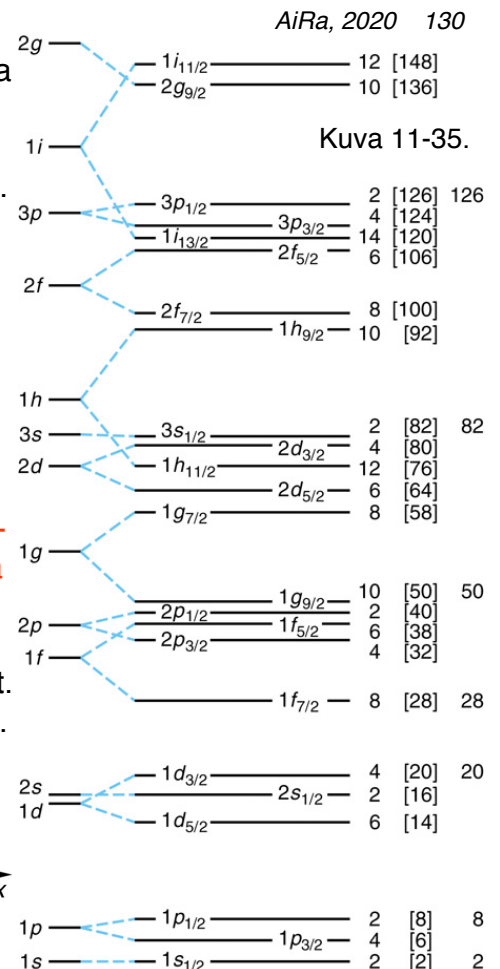 AiRa, 2020 130
2g
a
1i11/2 12 [148]
2g9/2 10 [136]
Kuva 11-35.
1i
.
3p1/2 2 [126] 126
3p
3p3/2 4 [124]
1i13/2 14 [120]
2f5/2 6 [106]
2f
2f7/2 8 [100]
1h9/2 10 [92]
1h
3s
3s1/2 2 [82] 82
2d3/2 4 [80]
2d
1h11/2 12 [76]
2d5/2 6 [64]
1g7/2 8 [58]
1g
a
1g9/2 10 [50] 50
2p1/2 2 [40]
2p
1f5/2 6 [38]
2p3/2 4 [32]
1f
t.
1f7/2 8 [28] 28
.
1d3/2 4 [20] 20
2s
2s1/2 2 [16]
1d
1d5/2 6 [14]
k
1p1/2 2 [8] 8
1p
1p3/2 4 [6]
1s
1s1/2 2 [2] 2